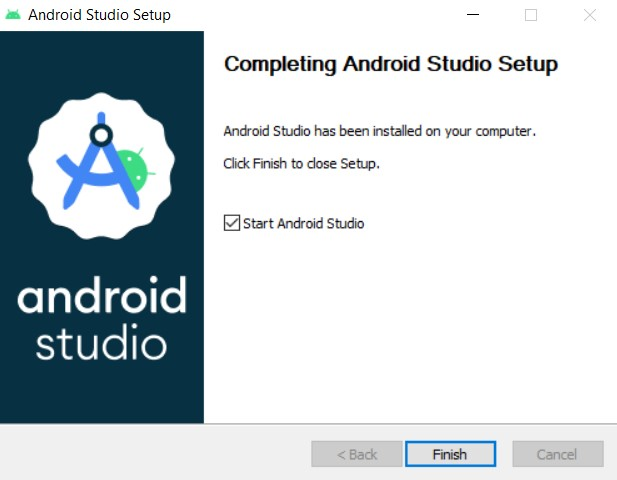 Android Studio Setup
Completing Android Studio Setup
Android Studio has been installed on your computer.
Click Finish to close Setup.
Start Android Studio
android
studio
< Back
Finish
Cancel